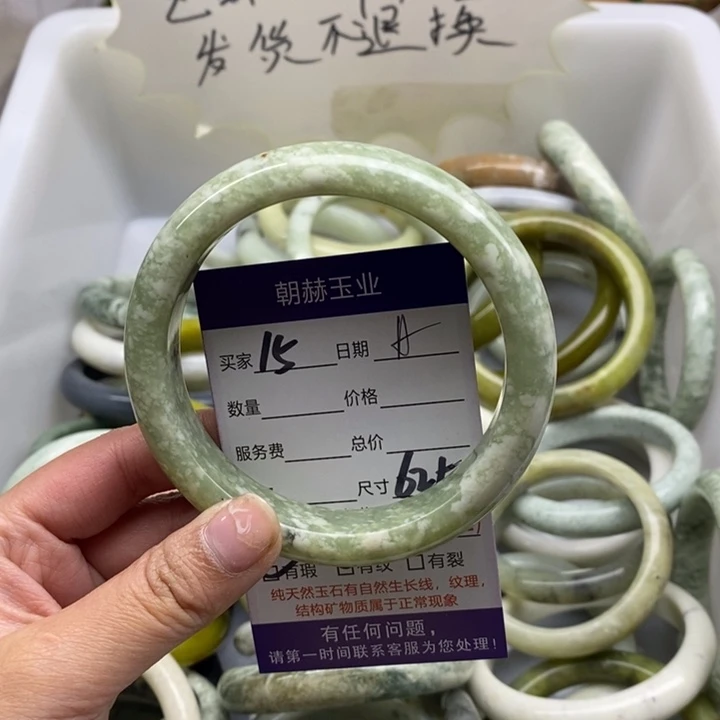 发货不退换
朝赫玉业
买家 15 日期
数量 价格
服务费 总价
尺寸 62.5
有瑕 有纹 有裂
纯天然玉石有自然生长线，纹理，
结构矿物质属于正常现象
有任何问题，
请第一时间联系客服为您处理！